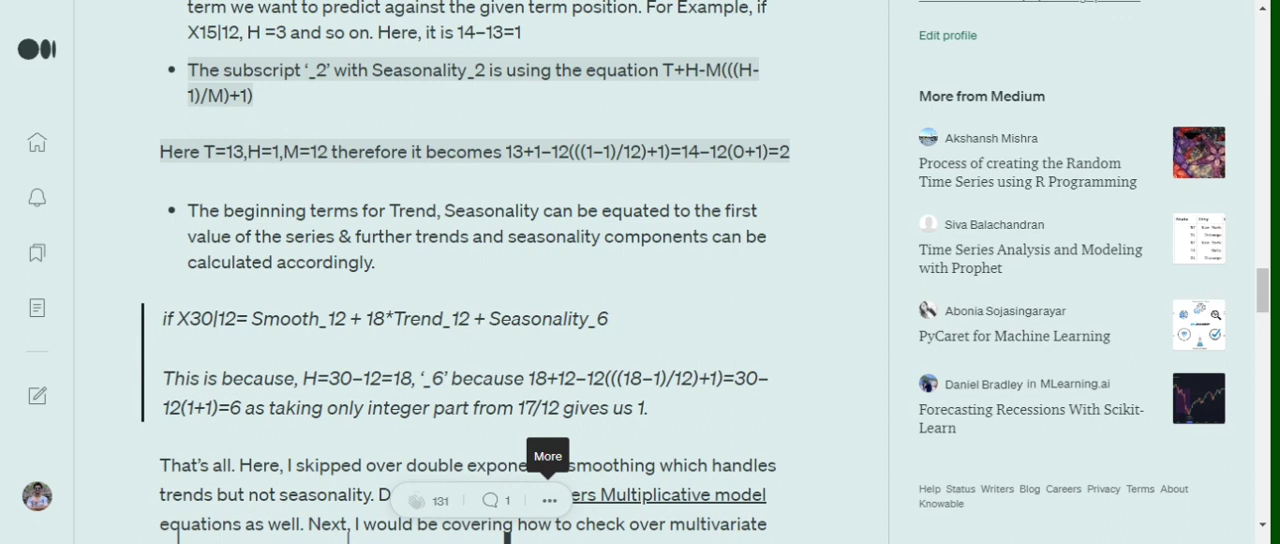 term we want to predict against the given term position. For Example, if
X15|12, H =3 and so on. Here, it is 14–13=1
• The subscript ‘_2’ with Seasonality_2 is using the equation T+H-M(((H-
1)/M)+1)
Here T=13,H=1,M=12 therefore it becomes 13+1–12(((1–1)/12)+1)=14–12(0+1)=2
• The beginning terms for Trend, Seasonality can be equated to the first
value of the series & further trends and seasonality components can be
calculated accordingly.
if X30|12= Smooth_12 + 18*Trend_12 + Seasonality_6
This is because, H=30–12=18, ‘_6’ because 18+12–12(((18–1)/12)+1)=30–
12(1+1)=6 as taking only integer part from 17/12 gives us 1.
That’s all. Here, I skipped over double smoothing which handles
trends but not seasonality. Multiplicative model
equations as well. Next, I would be covering how to check over multivariate
More
131
1
Edit profile
More from Medium
Akshansh Mishra
Process of creating the Random
Time Series using R Programming
Siva Balachandran
Time Series Analysis and Modeling
with Prophet
Abonia Sojasingarayar
PyCaret for Machine Learning
Daniel Bradley in MLearning.ai
Forecasting Recessions With Scikit-
Learn
Help Status Writers Blog Careers Privacy Terms About
Knowable